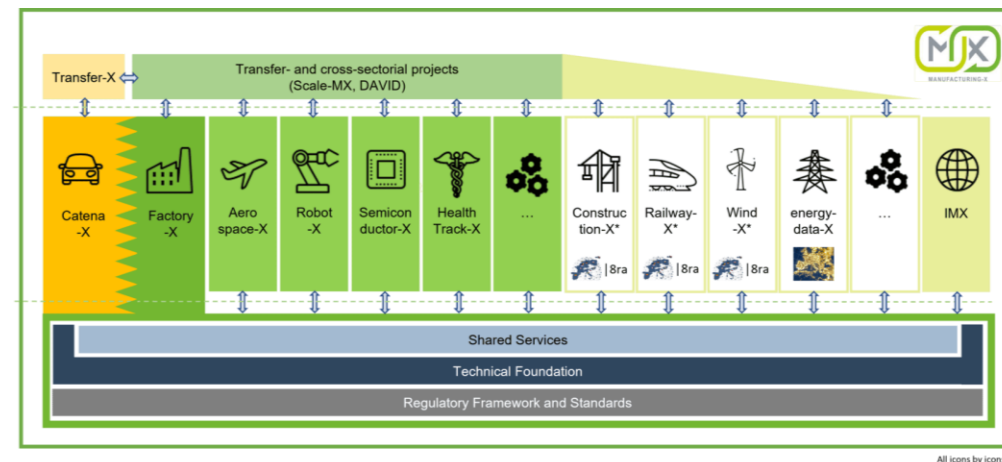 MX
MANUFACTURING-X
Transfer-X
Transfer- and cross-sectorial projects
(Scale-MX, DAVID)
Catena
-X
Factory
-X
Aero
space-X
Robot
-X
Semicon
ductor-X
Health
Track-X
...
Construc
tion-X*
Railway-
X*
Wind
-X*
energy-
data-X
...
IMX
|8ra
|8ra
|8ra
Shared Services
Technical Foundation
Regulatory Framework and Standards
All icons by icon